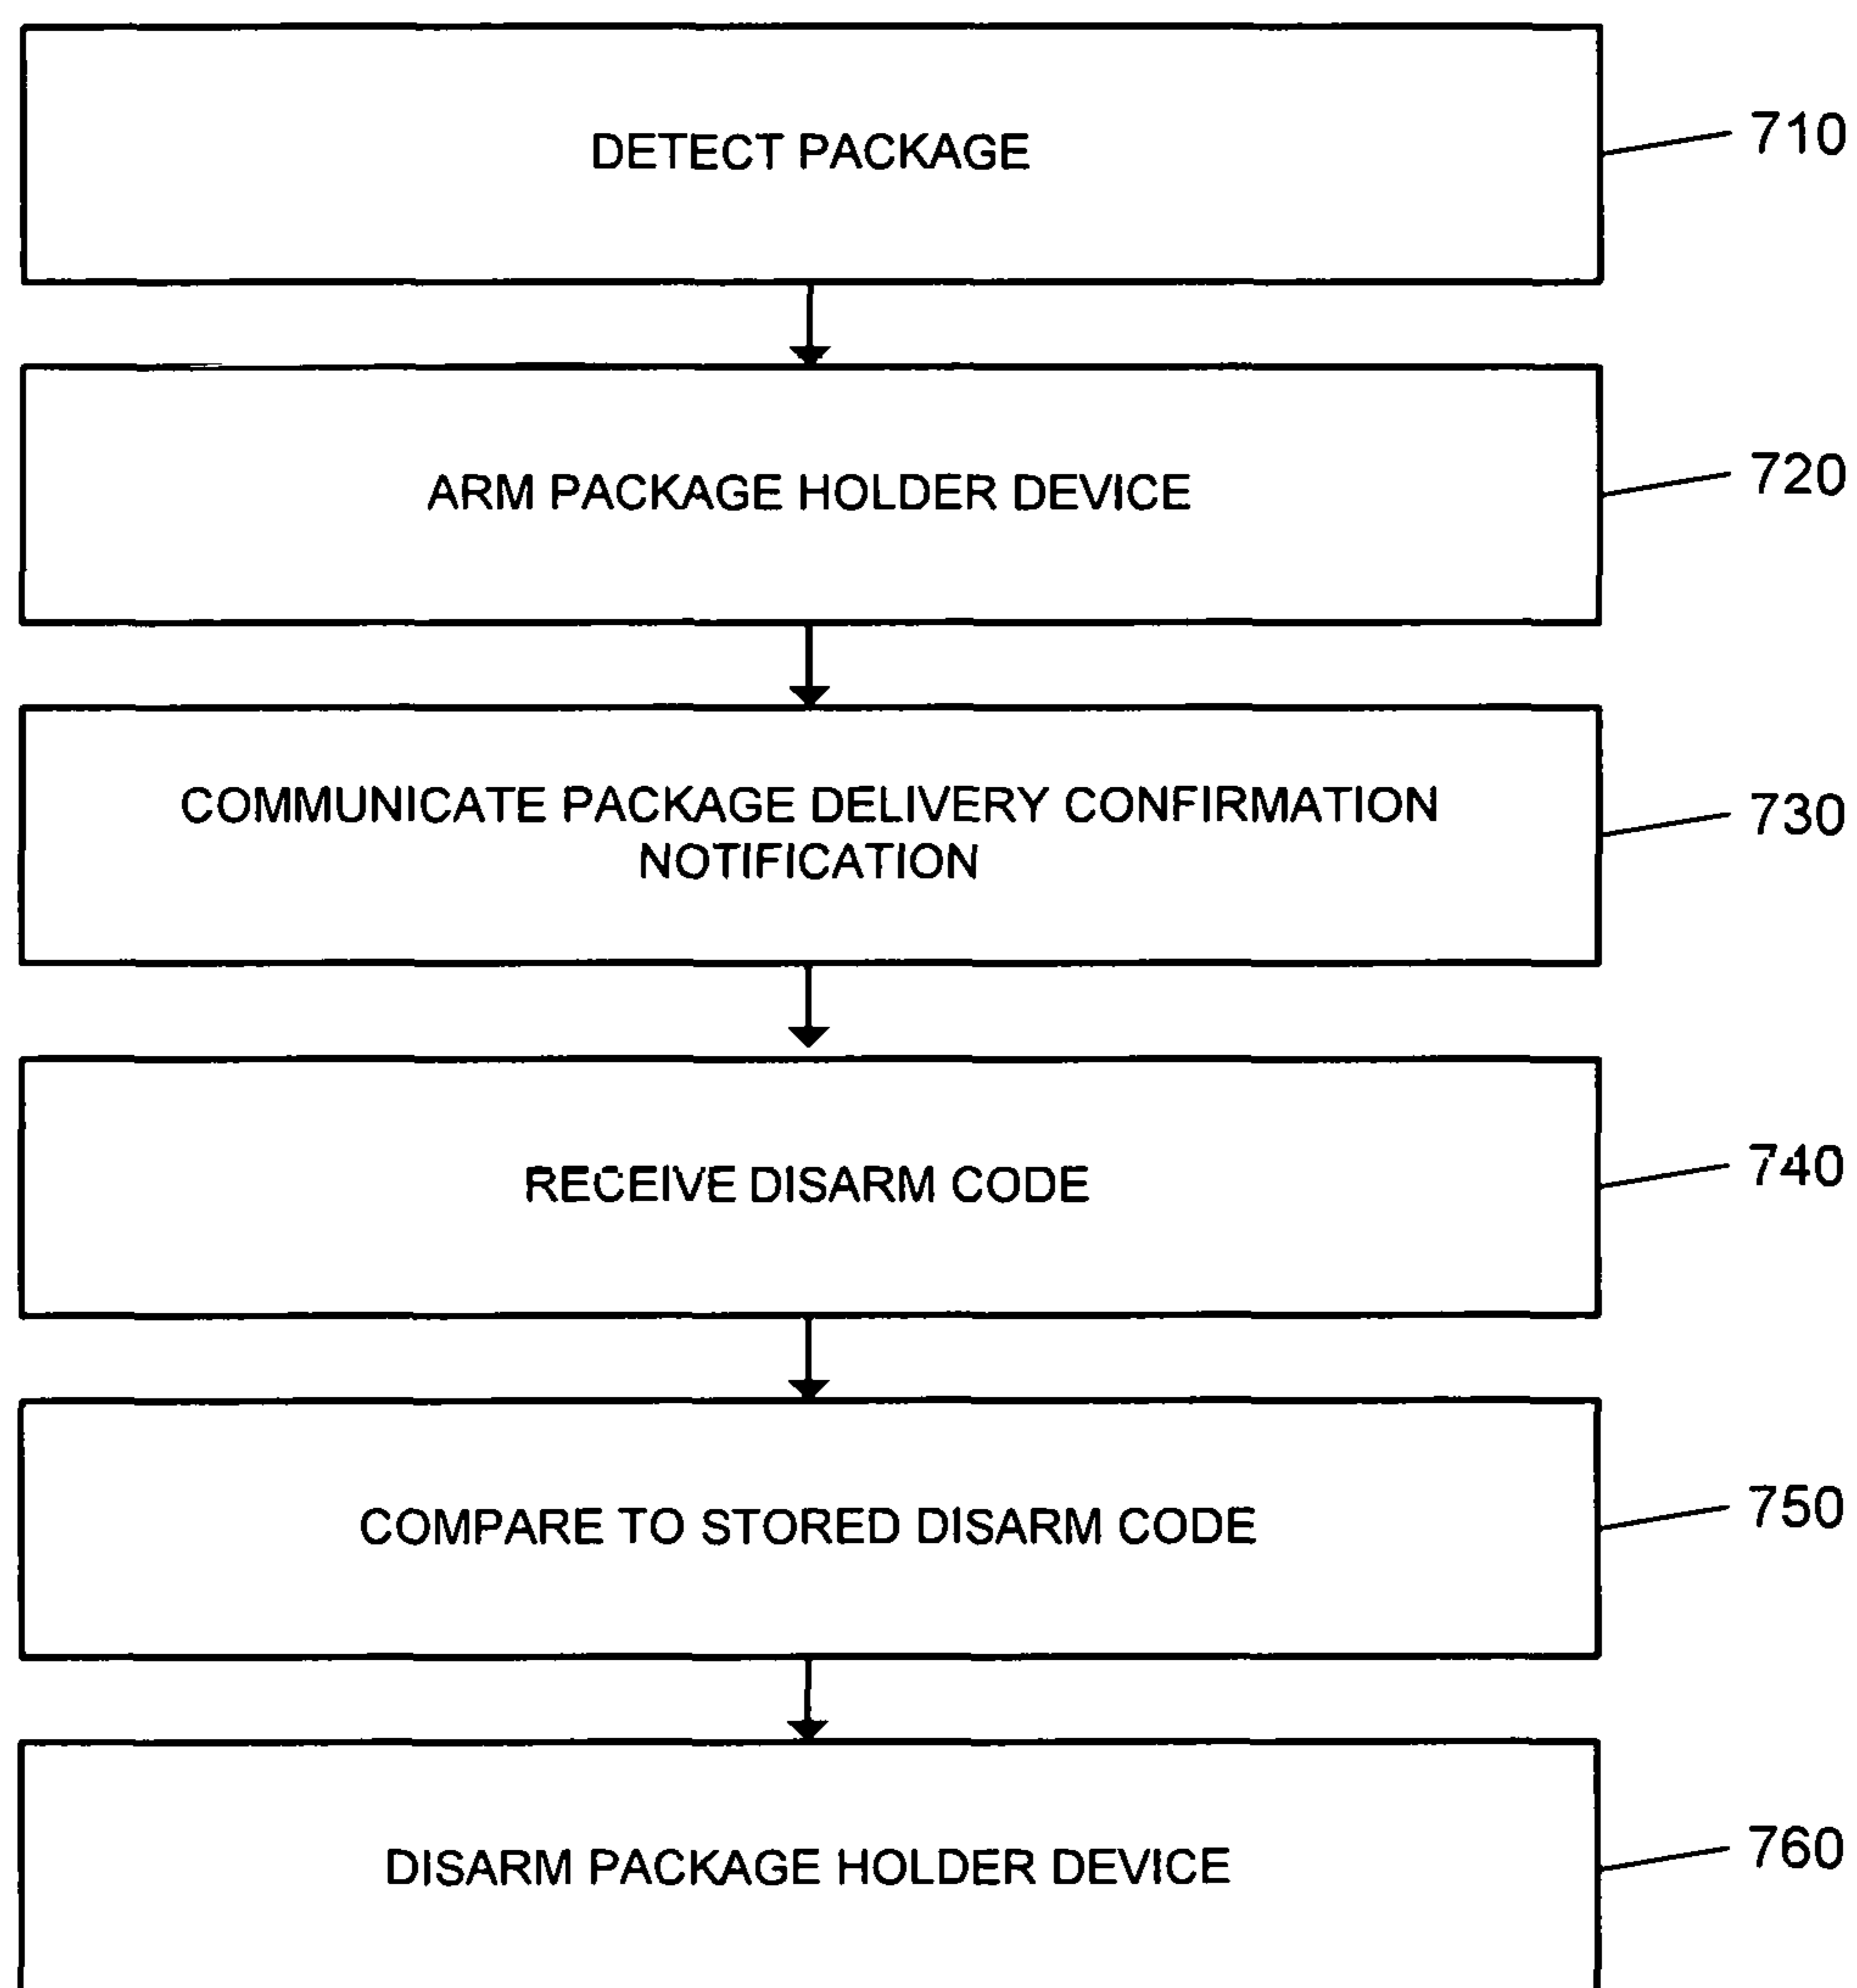 DETECT PACKAGE
710
ARM PACKAGE HOLDER DEVICE
720
COMMUNICATE PACKAGE DELIVERY CONFIRMATION
NOTIFICATION
730
RECEIVE DISARM CODE
740
COMPARE TO STORED DISARM CODE
750
DISARM PACKAGE HOLDER DEVICE
760